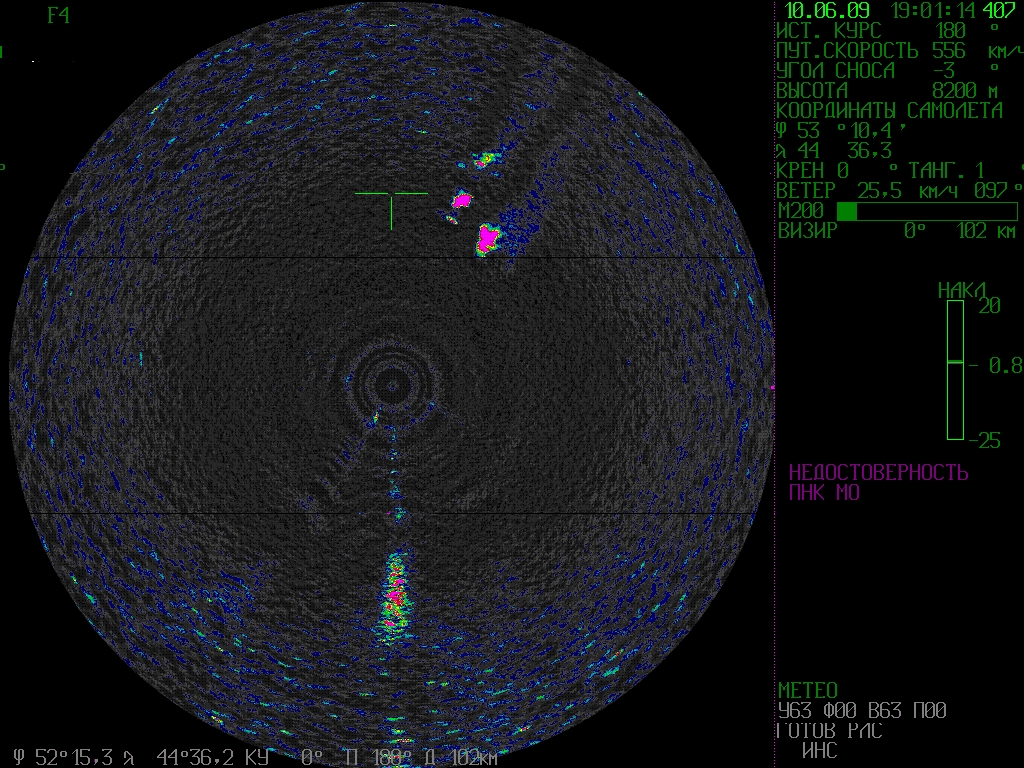 F4
10.06.09 19:01:14 407
ИСТ. КУРС 180 °
ПУТ.СКОРОСТЬ 556 км/ч
УГОЛ СНОСА -3 °
ВЫСОТА 8200 м
КООРДИНАТЫ САМОЛЕТА
φ 53 °10,4 '
λ 44 36,3
КРЕН 0 ° ТАНГ. 1 °
ВЕТЕР 25,5 км/ч 097°
М200
ВИЗИР 0° 102 км
НАКЛ
20
- 0.8
-25
НЕДОСТОВЕРНОСТЬ
ПНК МО
МЕТЕО
У63 Ф00 В63 П00
ГОТОВ РЛС
ИНС
φ 52°15,3 λ 44°36,2 КУ 0° П 180° Д 102км